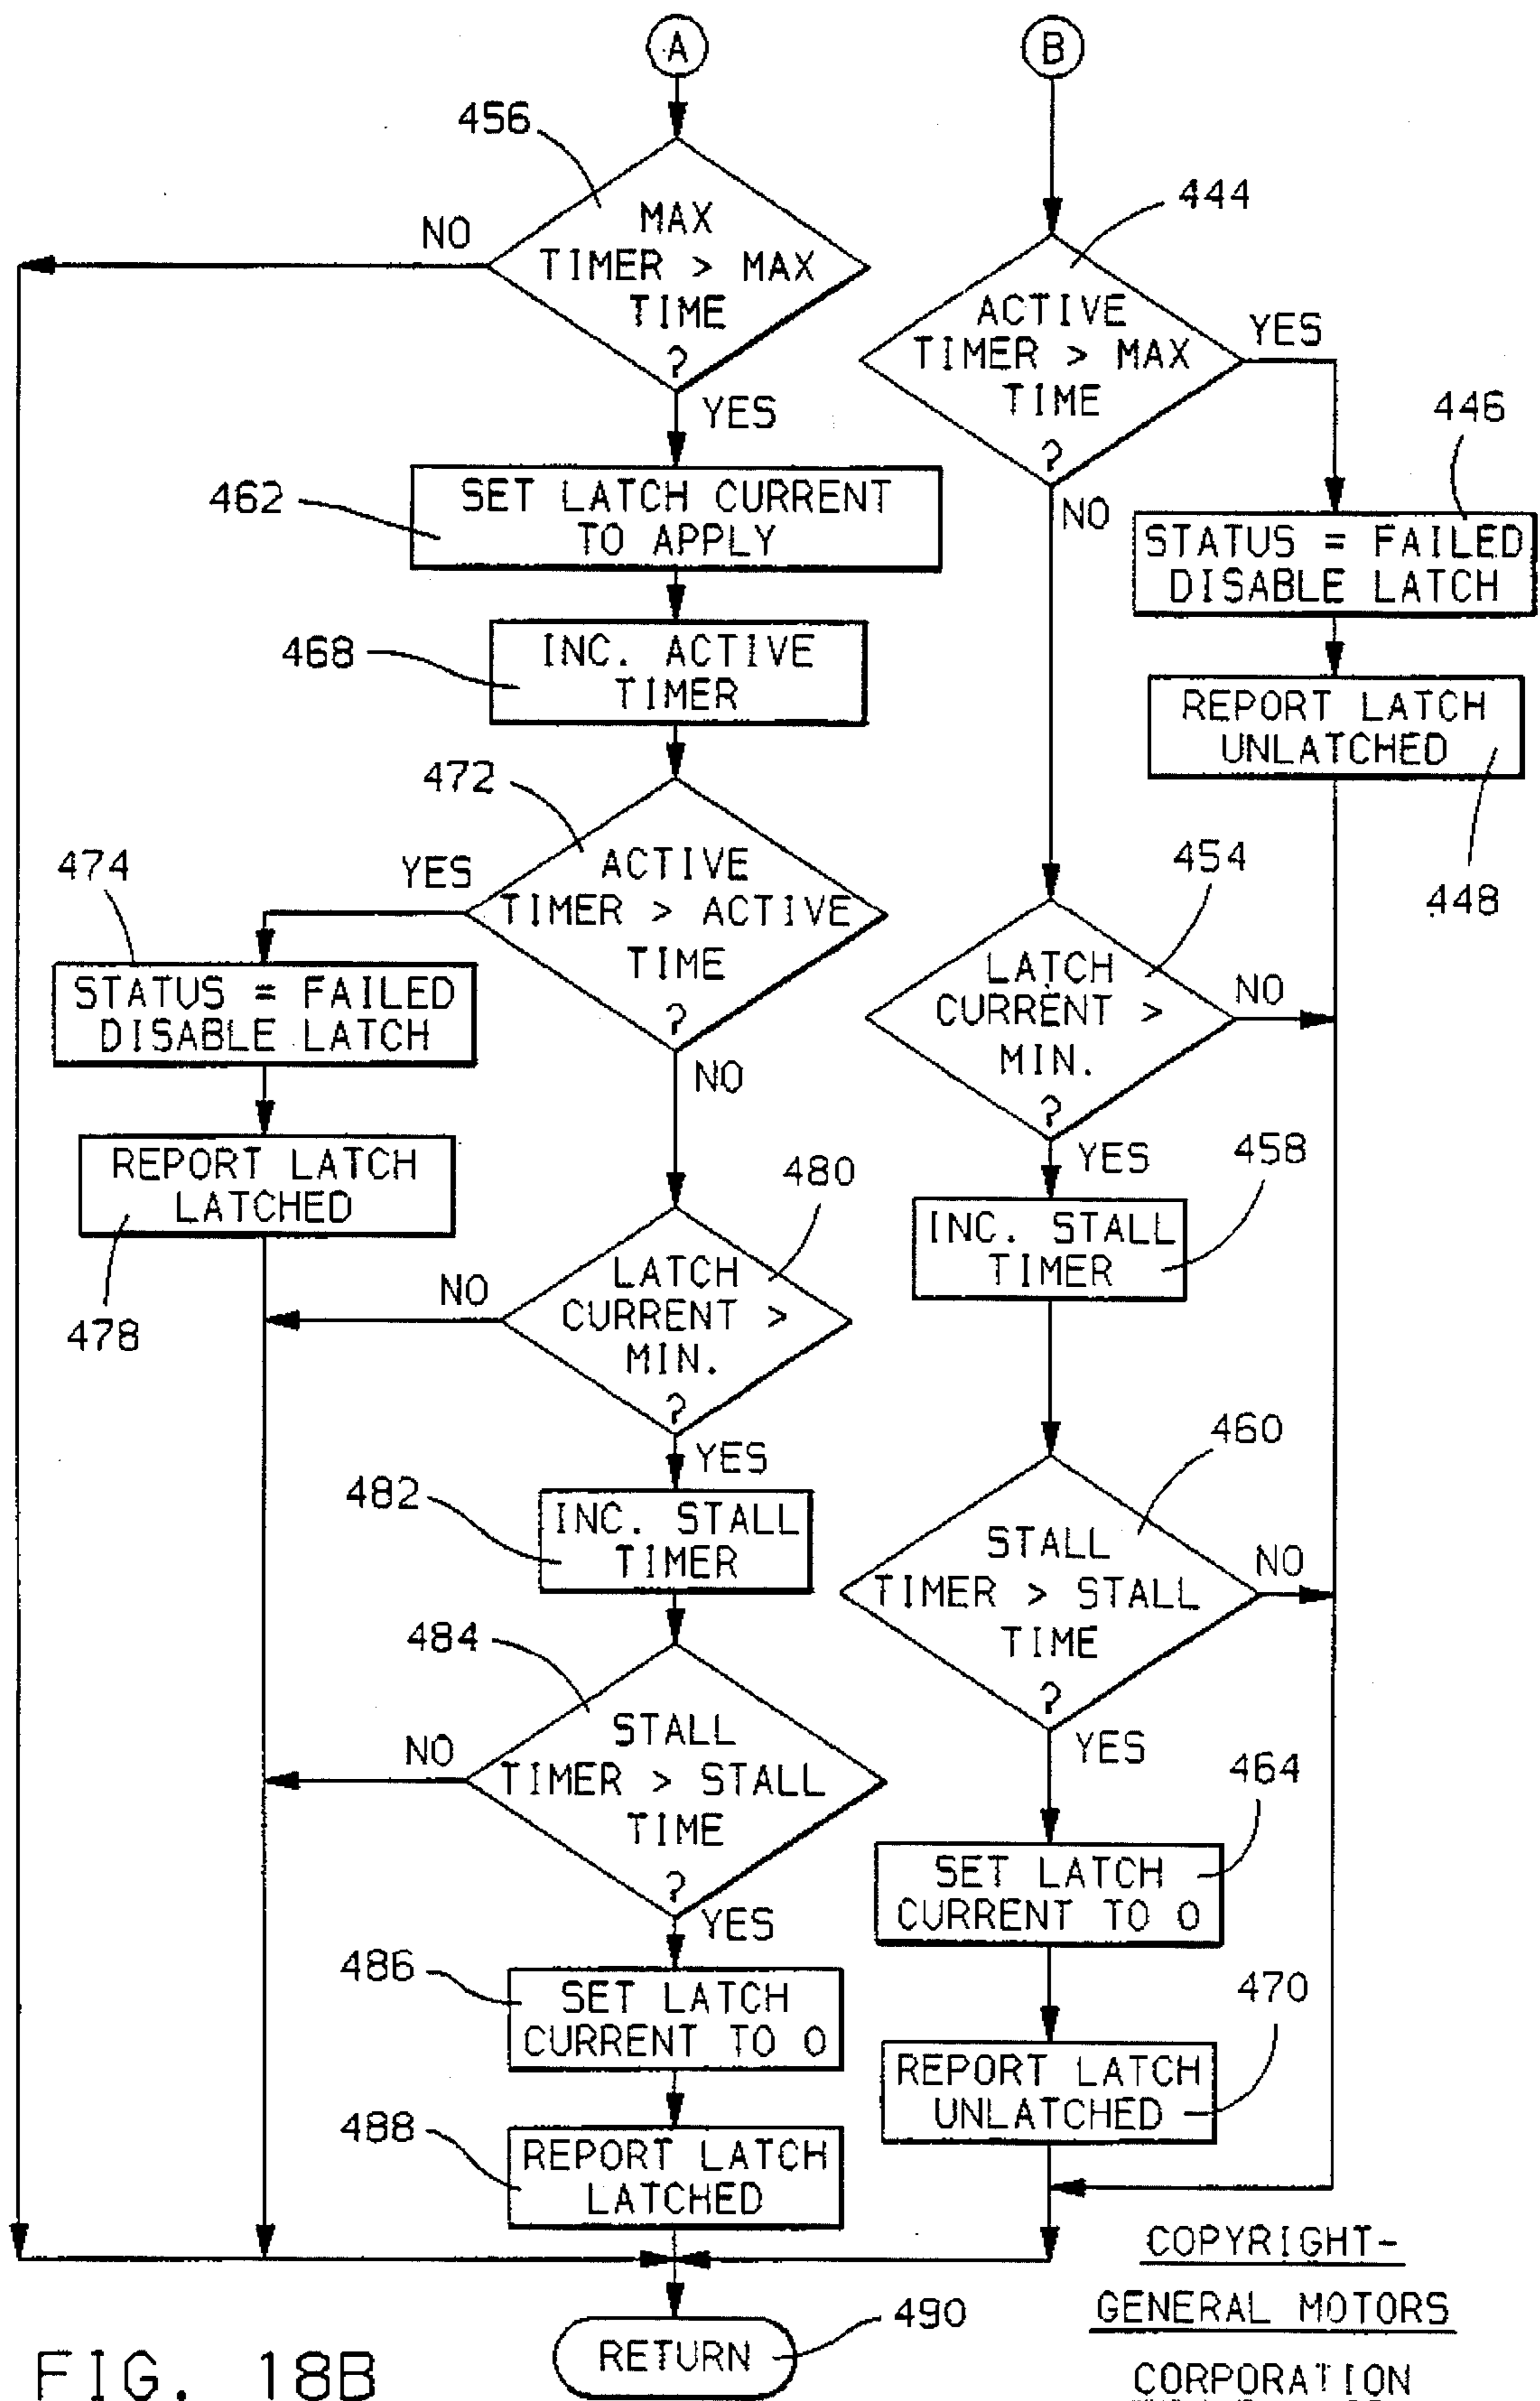 A
B
456
MAX
TIMER > MAX
TIME
?
NO
YES
444
ACTIVE
TIMER > MAX
TIME
?
YES
NO
446
STATUS = FAILED
DISABLE LATCH
462
SET LATCH CURRENT
TO APPLY
468
INC. ACTIVE
TIMER
REPORT LATCH
UNLATCHED
448
472
ACTIVE
TIMER > ACTIVE
TIME
?
YES
NO
474
STATUS = FAILED
DISABLE LATCH
454
LATCH
CURRENT >
MIN.
?
NO
YES
REPORT LATCH
LATCHED
478
480
LATCH
CURRENT >
MIN.
?
NO
YES
458
INC. STALL
TIMER
460
STALL
TIMER > STALL
TIME
?
NO
YES
482
INC. STALL
TIMER
484
STALL
TIMER > STALL
TIME
?
NO
YES
464
SET LATCH
CURRENT TO 0
486
SET LATCH
CURRENT TO 0
470
REPORT LATCH
UNLATCHED
488
REPORT LATCH
LATCHED
RETURN
490
FIG. 18B
COPYRIGHT-
GENERAL MOTORS
CORPORATION